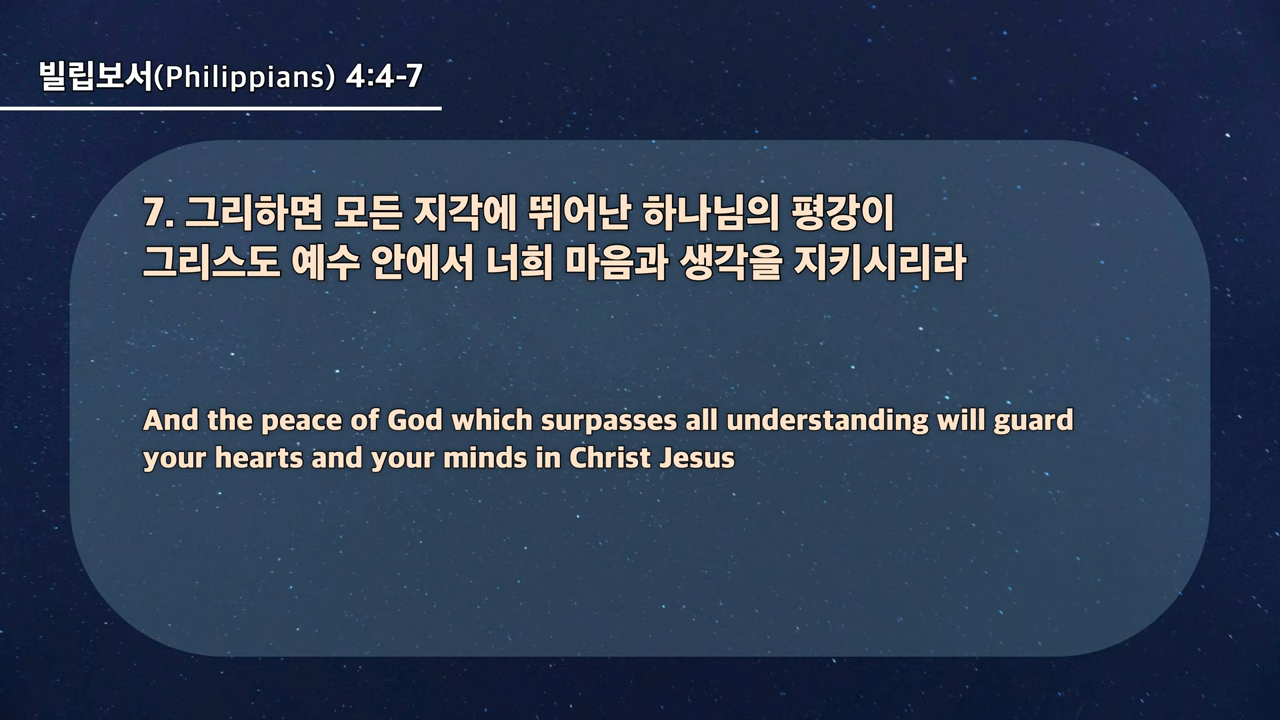 빌립보서(Philippians) 4:4-7
7. 그리하면 모든 지각에 뛰어난 하나님의 평강이
그리스도 예수 안에서 너희 마음과 생각을 지키시리라
And the peace of God which surpasses all understanding will guard
your hearts and your minds in Christ Jesus